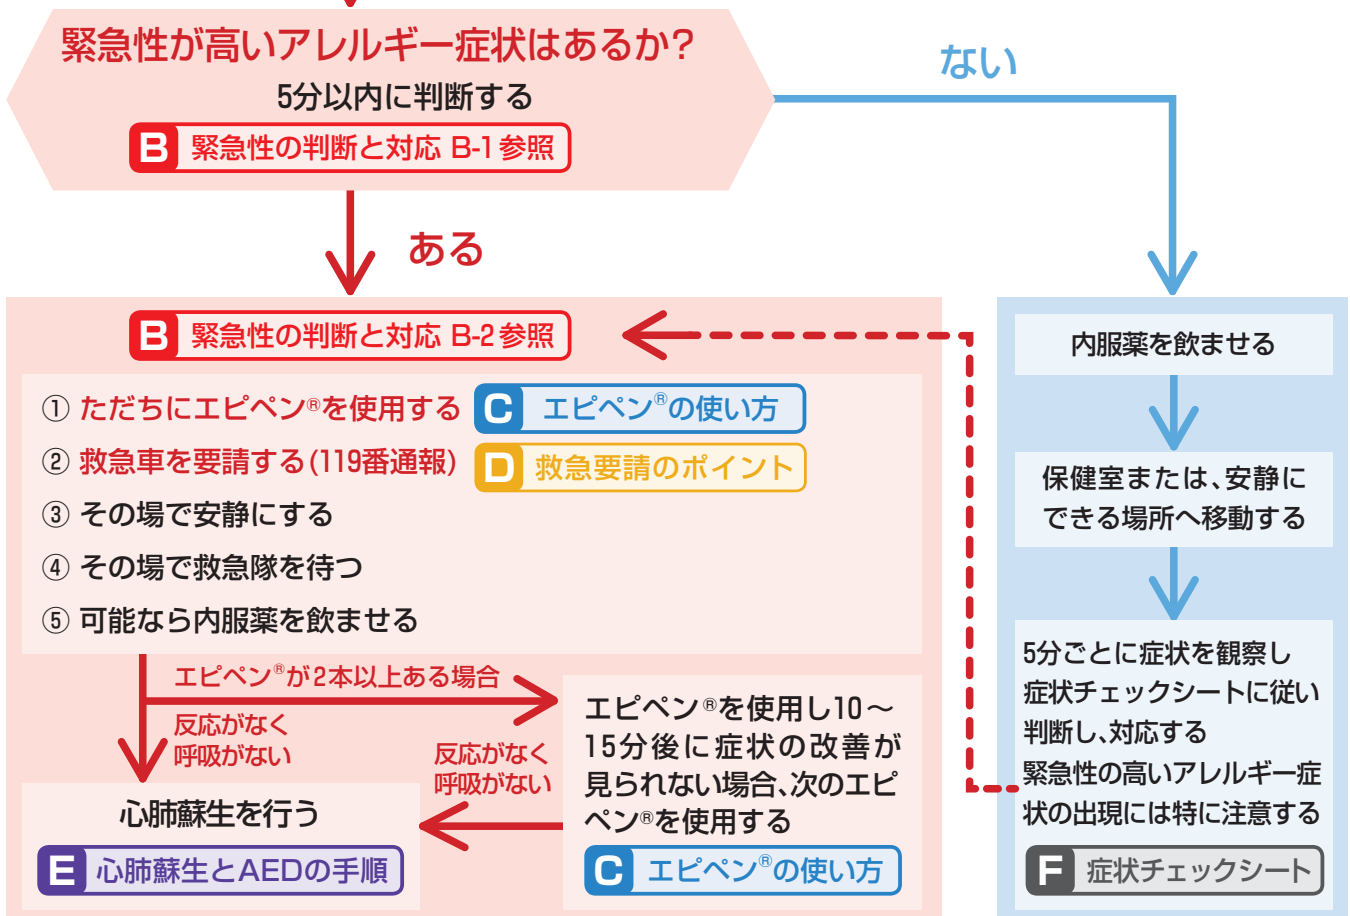 緊急性が高いアレルギー症状はあるか?
5分以内に判断する
B 緊急性の判断と対応 B-1参照
ない
ある
B 緊急性の判断と対応 B-2参照
① ただちにエピペン®を使用する C エピペン®の使い方
② 救急車を要請する(119番通報) D 救急要請のポイント
③ その場で安静にする
④ その場で救急隊を待つ
⑤ 可能なら内服薬を飲ませる
エピペン®が2本以上ある場合
反応がなく
呼吸がない
エピペン®を使用し10~
15分後に症状の改善が
見られない場合、次のエピ
ペン®を使用する
C エピペン®の使い方
反応がなく
呼吸がない
心肺蘇生を行う
E 心肺蘇生とAEDの手順
内服薬を飲ませる
保健室または、安静に
できる場所へ移動する
5分ごとに症状を観察し
症状チェックシートに従い
判断し、対応する
緊急性の高いアレルギー症
状の出現には特に注意する
F 症状チェックシート